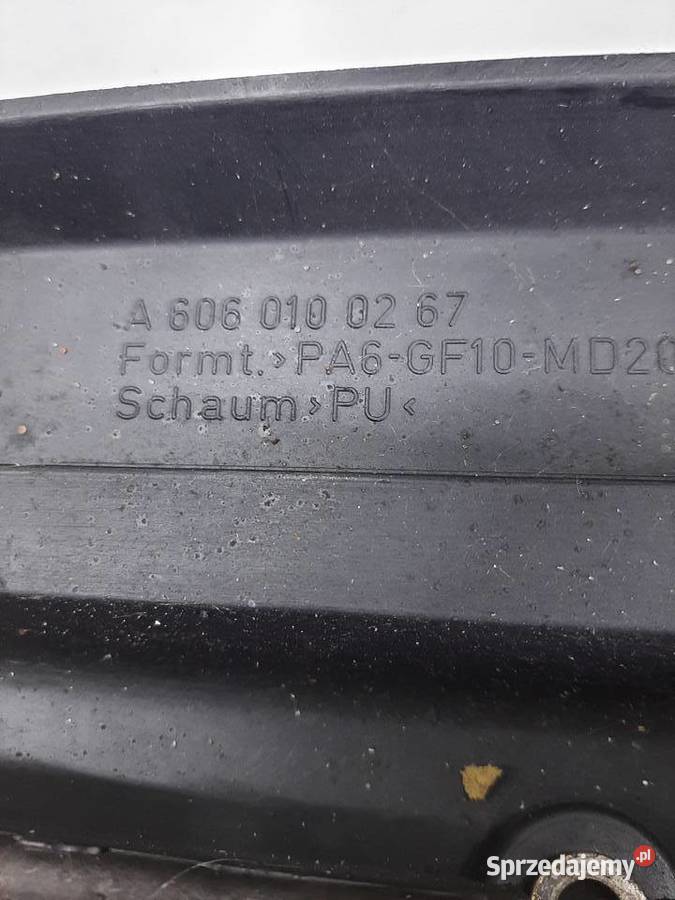 A 606 010 02 67
Formt.>PA6-GF10-MD20
Schaum>PU<
Sprzedajemy.pl